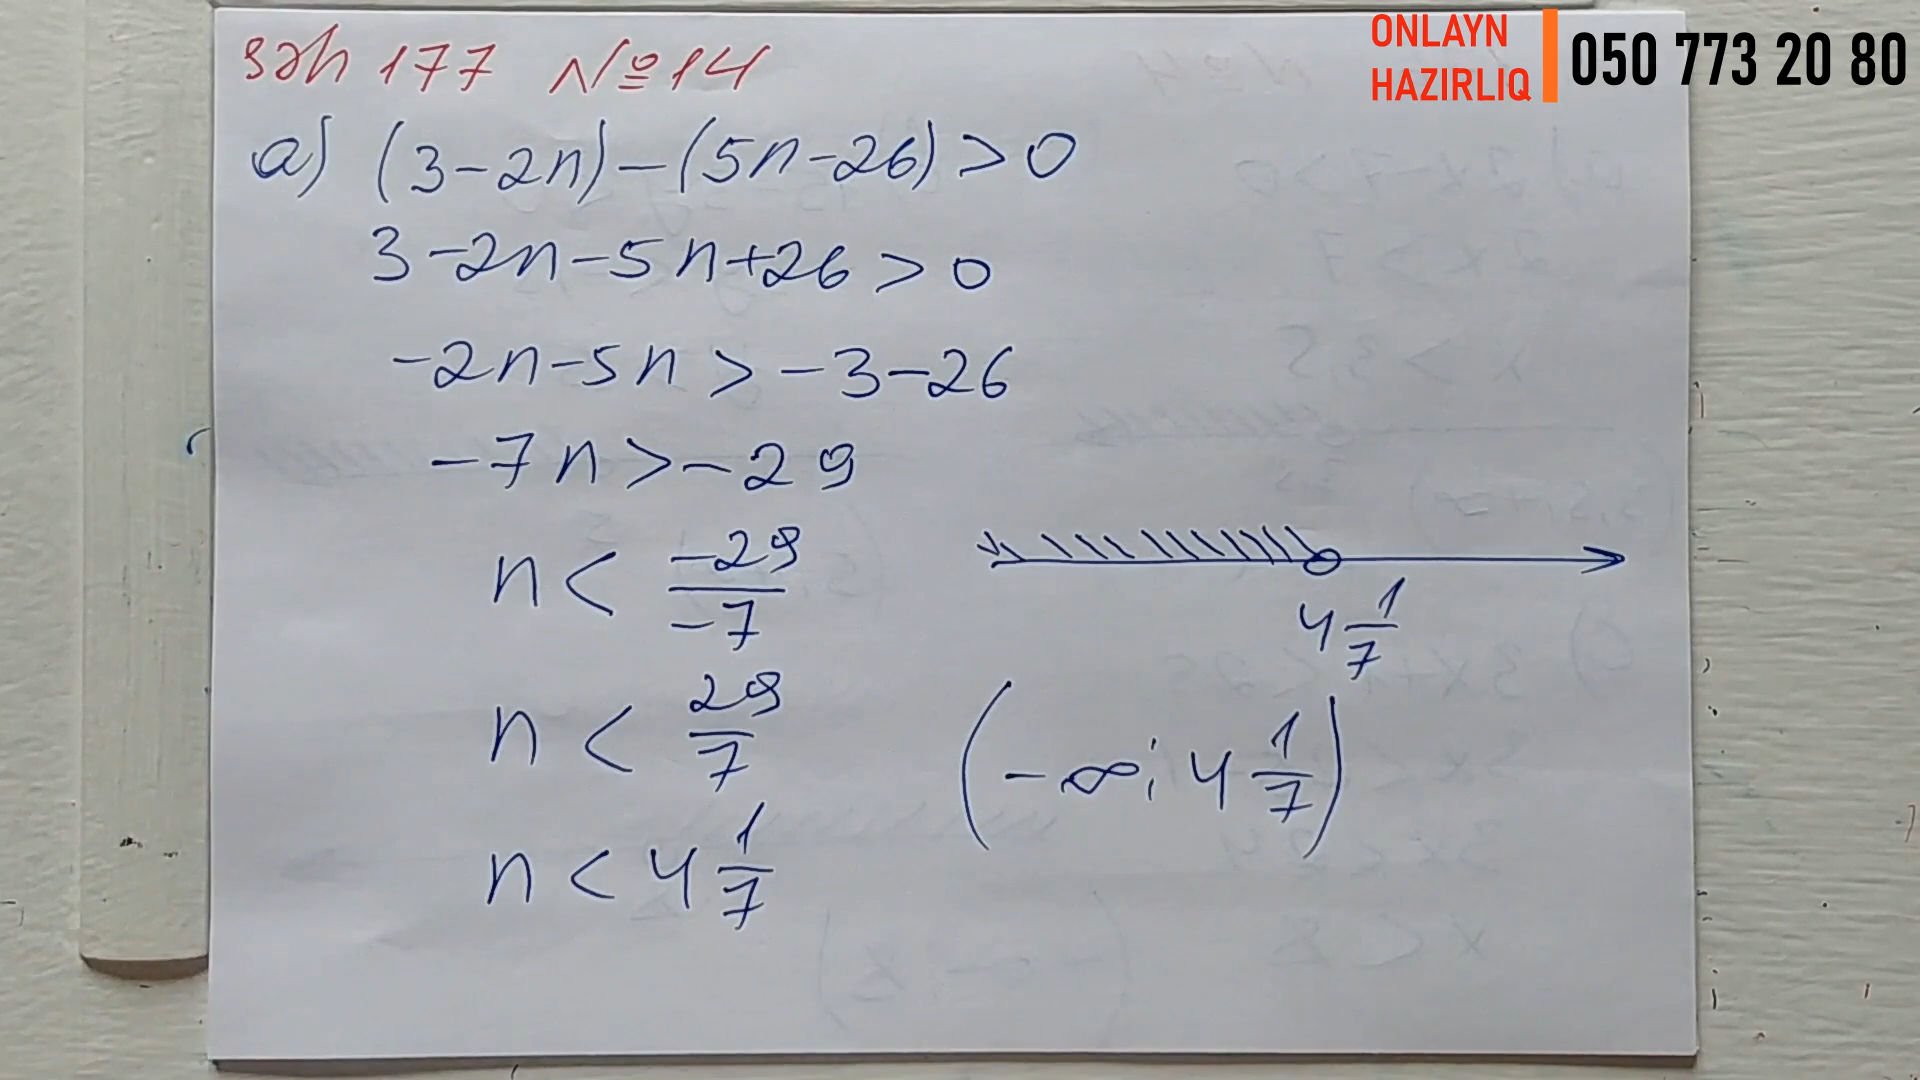 ONLAYN
HAZIRLIQ
050 773 20 80
səh 177 №14
a) (3-2n)-(5n-26)>0
3-2n-5n+26>0
-2n-5n>-3-26
-7n>-29
n < -29/-7
n < 29/7
n < 4 1/7
4 1/7
(-∞; 4 1/7)